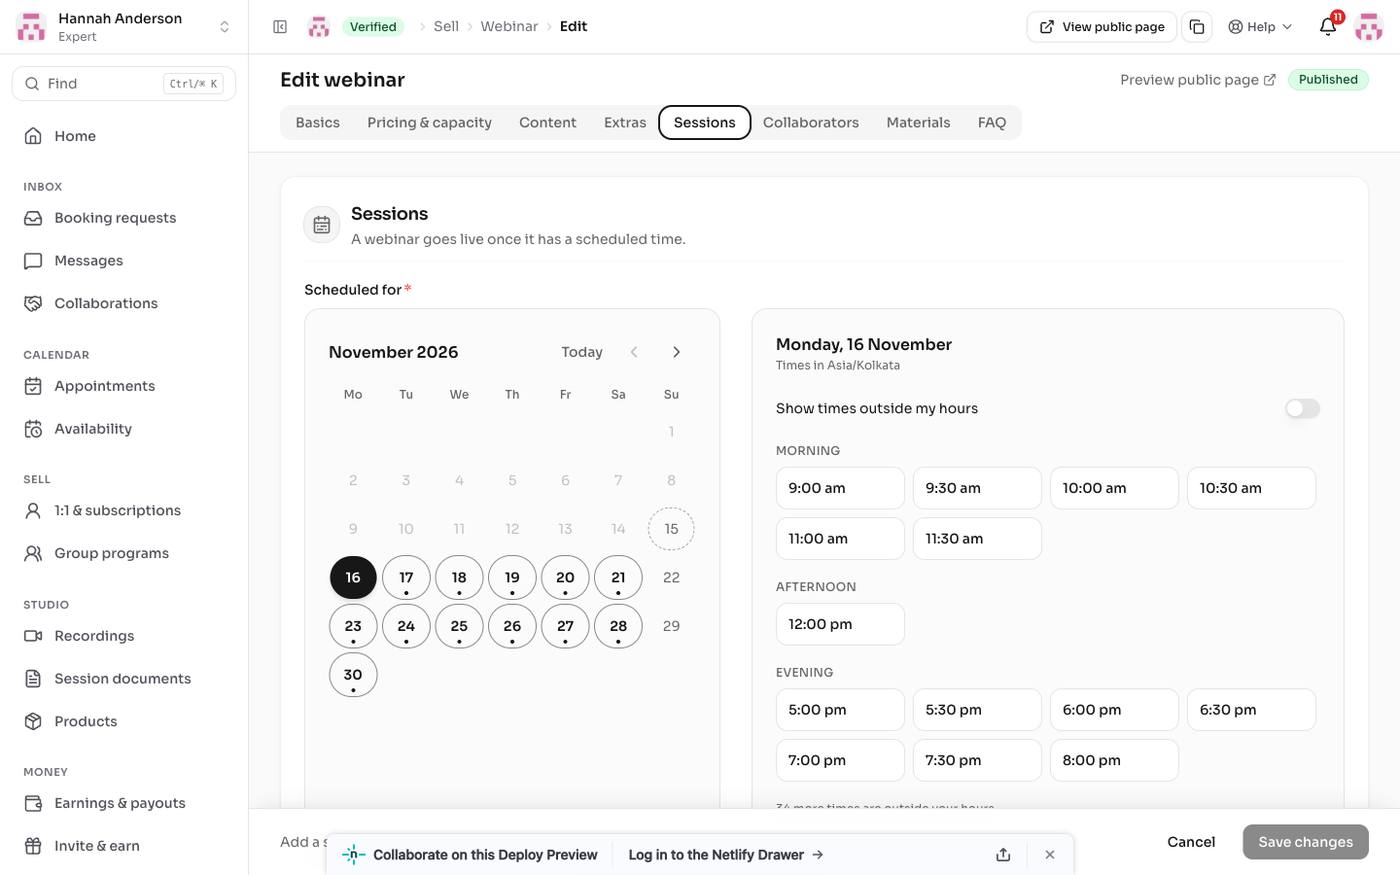 Hannah Anderson
Expert
Find
Ctrl/⌘ K
Home
INBOX
Booking requests
Messages
Collaborations
CALENDAR
Appointments
Availability
SELL
1:1 & subscriptions
Group programs
STUDIO
Recordings
Session documents
Products
MONEY
Earnings & payouts
Invite & earn
Verified
Sell
Webinar
Edit
View public page
Help
11
Edit webinar
Preview public page
Published
Basics
Pricing & capacity
Content
Extras
Sessions
Collaborators
Materials
FAQ
Sessions
A webinar goes live once it has a scheduled time.
Scheduled for*
November 2026
Today
Mo Tu We Th Fr Sa Su
1
2 3 4 5 6 7 8
9 10 11 12 13 14 15
16 17 18 19 20 21 22
23 24 25 26 27 28 29
30
Monday, 16 November
Times in Asia/Kolkata
Show times outside my hours
MORNING
9:00 am 9:30 am 10:00 am 10:30 am
11:00 am 11:30 am
AFTERNOON
12:00 pm
EVENING
5:00 pm 5:30 pm 6:00 pm 6:30 pm
7:00 pm 7:30 pm 8:00 pm
34 more times are outside your hours
Add a
Cancel
Save changes
Collaborate on this Deploy Preview
Log in to the Netlify Drawer →